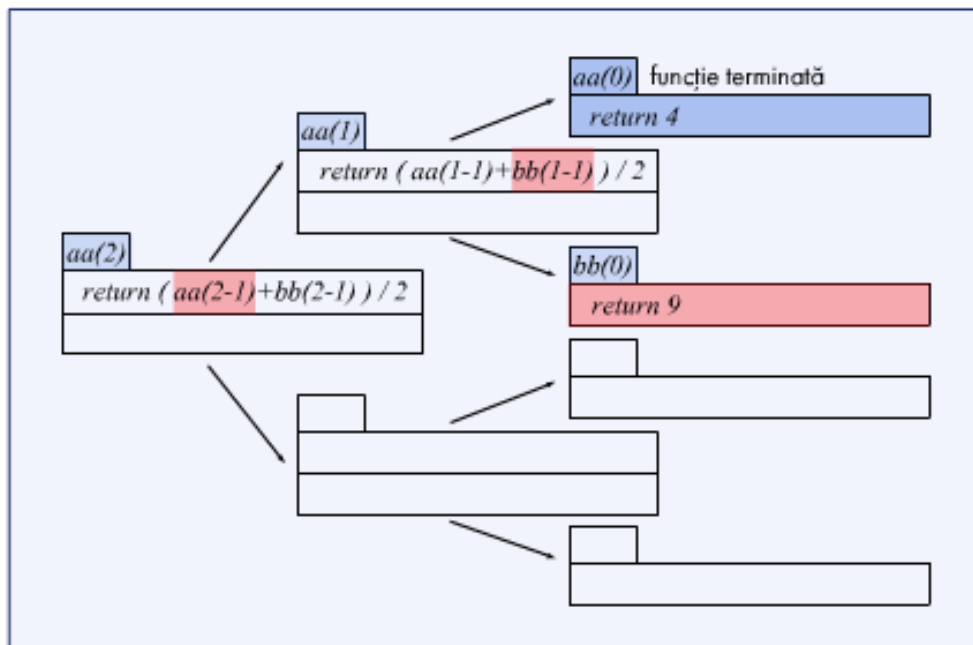 aa(0) funcție terminată
return 4
aa(1)
return ( aa(1-1)+bb(1-1) ) / 2
aa(2)
return ( aa(2-1)+bb(2-1) ) / 2
bb(0)
return 9